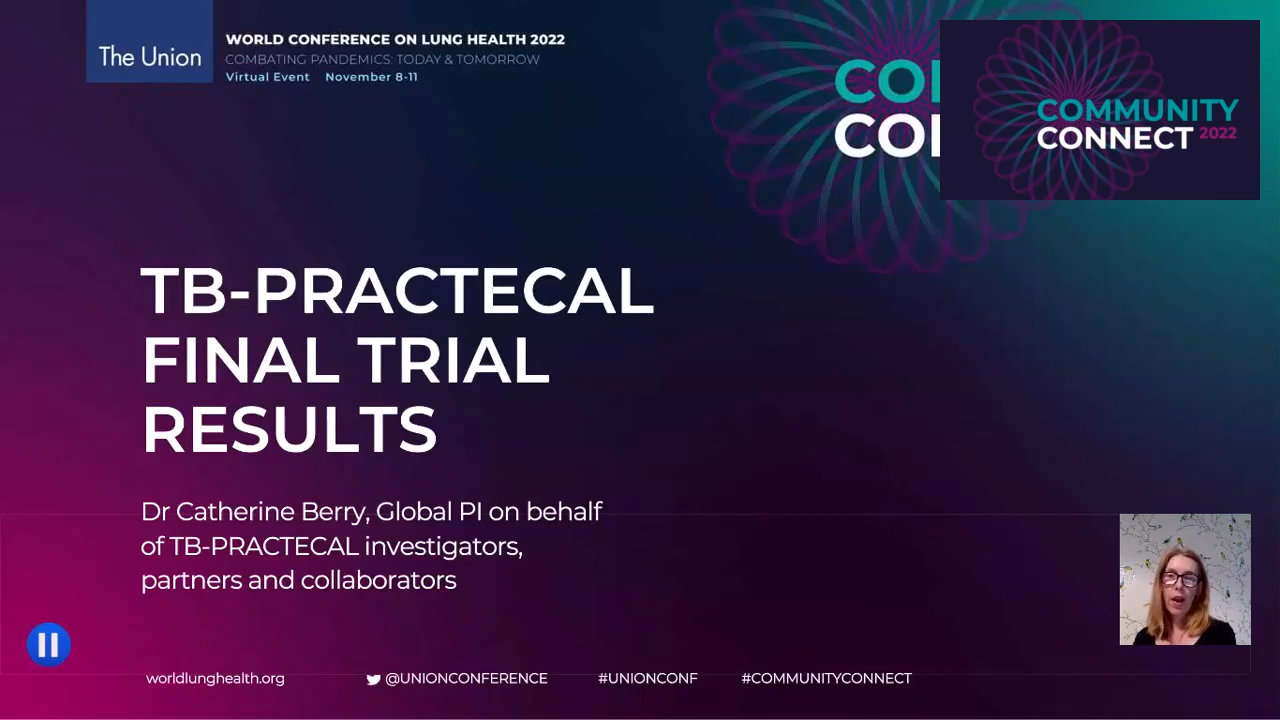 The Union
WORLD CONFERENCE ON LUNG HEALTH 2022
COMBATING PANDEMICS: TODAY & TOMORROW
Virtual Event November 8-11
CO
CO
COMMUNITY
CONNECT 2022
TB-PRACTECAL
FINAL TRIAL
RESULTS
Dr Catherine Berry, Global PI on behalf
of TB-PRACTECAL investigators,
partners and collaborators
worldlunghealth.org @UNIONCONFERENCE #UNIONCONF #COMMUNITYCONNECT